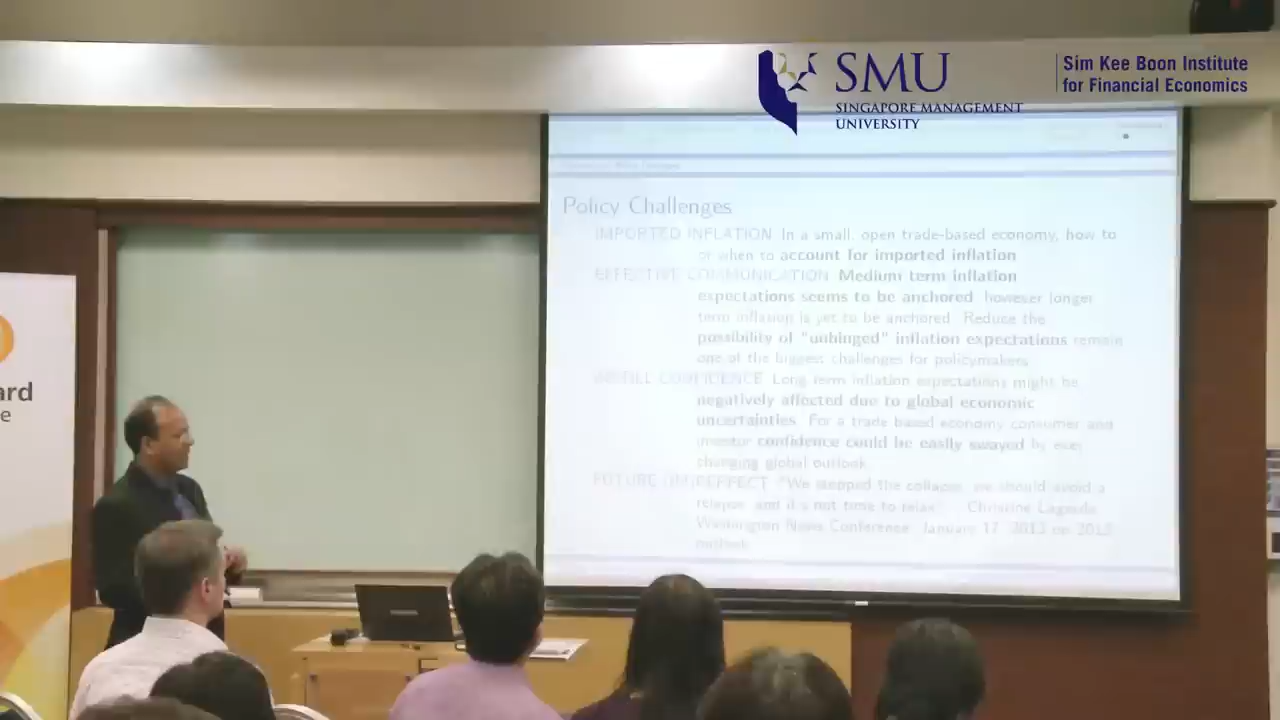 SMU
SINGAPORE MANAGEMENT
UNIVERSITY
Sim Kee Boon Institute
for Financial Economics
Policy Challenges
IMPORTED INFLATION In a small, open trade-based economy, how to
or when to account for imported inflation
EFFECTIVE COMMUNICATION Medium term inflation
expectations seems to be anchored, however longer
term inflation is yet to be anchored. Reduce the
possibility of "unhinged" inflation expectations remain
one of the biggest challenges for policymakers
INSTILL CONFIDENCE Long term inflation expectations might be
negatively affected due to global economic
uncertainties. For a trade based economy consumer and
investor confidence could be easily swayed by ever
changing global outlook
FUTURE "We stopped the collapse, we should avoid a
relapse, and it's not time to relax" Christine Lagarde,
Washington News Conference, January 17, 2013 on 2013
outlook
ard
e